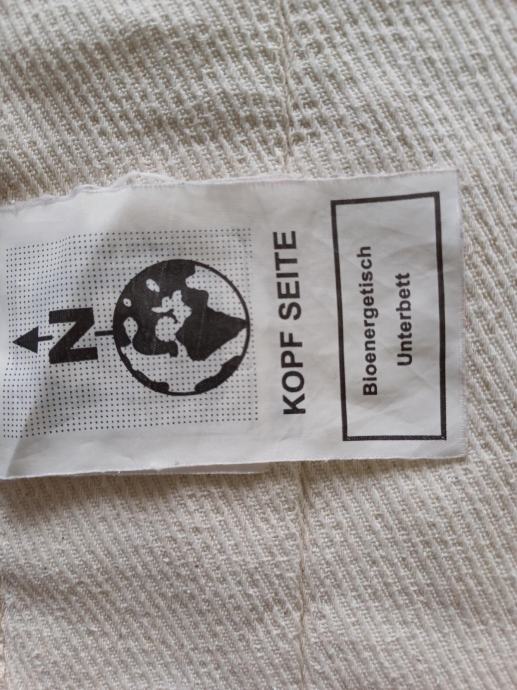 N
KOPF SEITE
Bioenergetisch
Unterbett